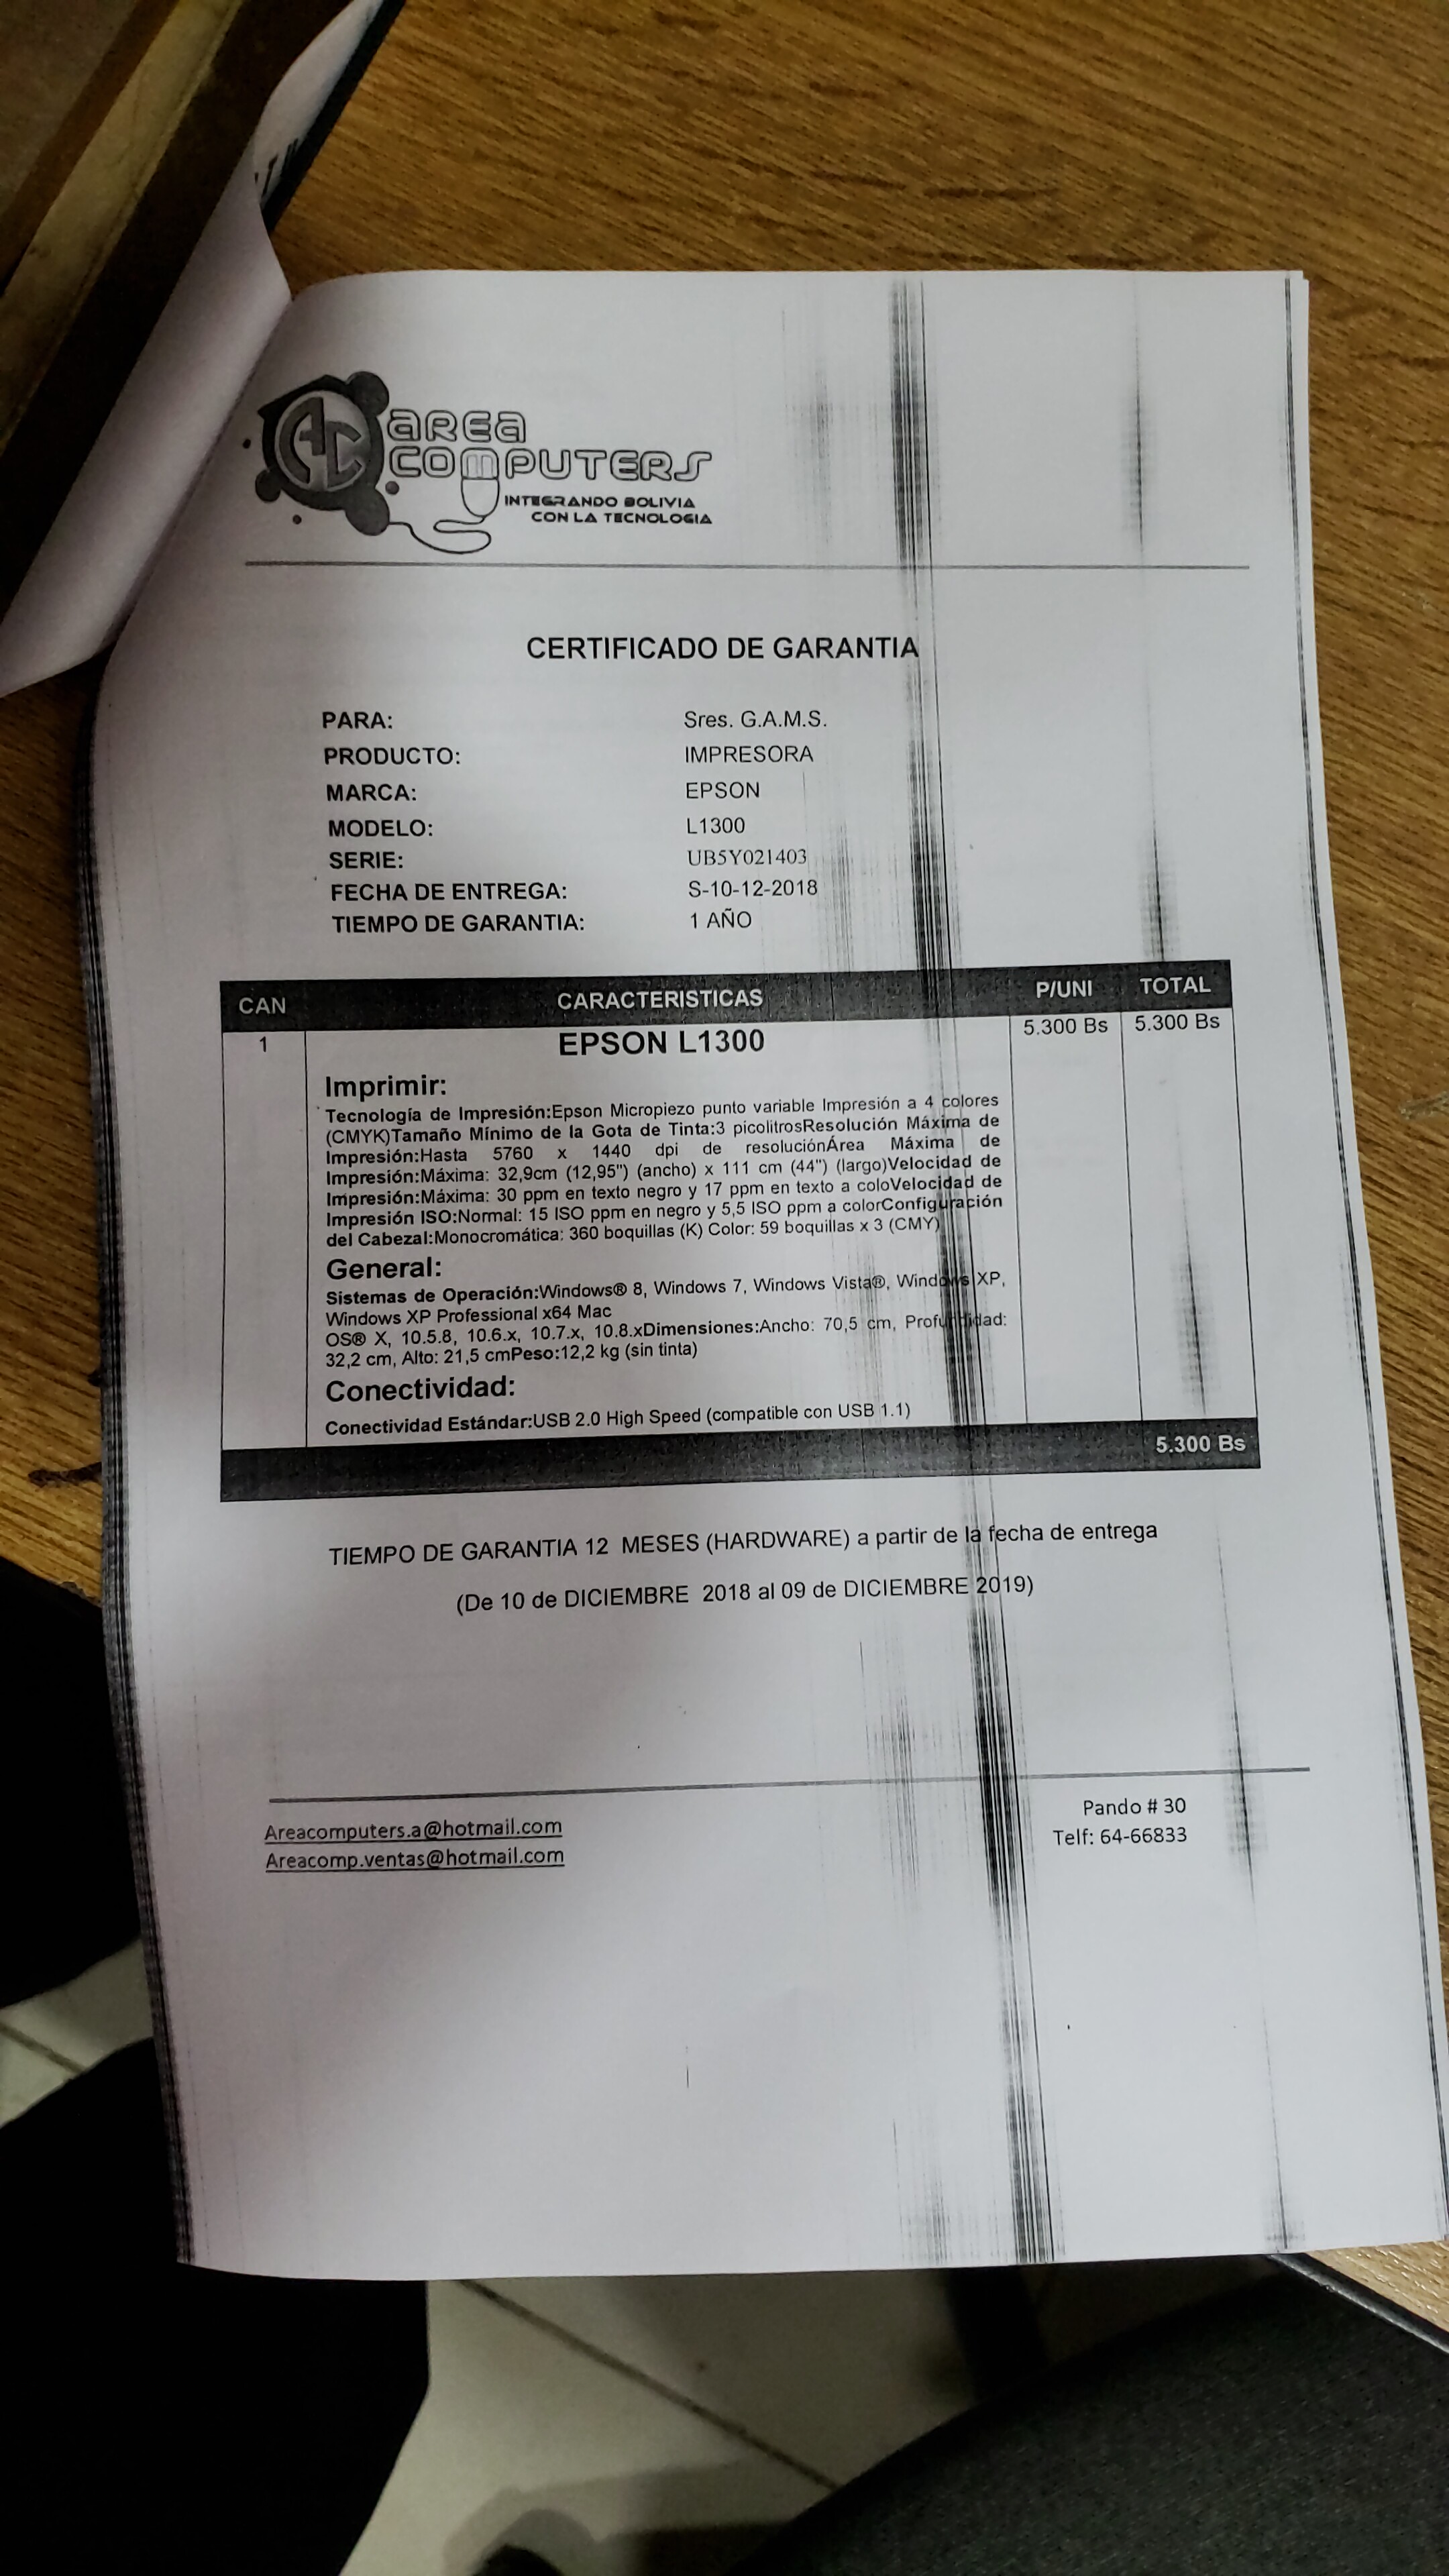 AC
AREA
COMPUTERS
INTEGRANDO BOLIVIA
CON LA TECNOLOGIA
CERTIFICADO DE GARANTIA
PARA: Sres. G.A.M.S.
PRODUCTO: IMPRESORA
MARCA: EPSON
MODELO: L1300
SERIE: UB5Y021403
FECHA DE ENTREGA: S-10-12-2018
TIEMPO DE GARANTIA: 1 AÑO
CAN CARACTERISTICAS P/UNI TOTAL
1 EPSON L1300 5.300 Bs 5.300 Bs
Imprimir:
Tecnología de Impresión:Epson Micropiezo punto variable Impresión a 4 colores
(CMYK)Tamaño Mínimo de la Gota de Tinta:3 picolitrosResolución Máxima de
Impresión:Hasta 5760 x 1440 dpi de resoluciónÁrea Máxima de
Impresión:Máxima: 32,9cm (12,95") (ancho) x 111 cm (44") (largo)Velocidad de
Impresión:Máxima: 30 ppm en texto negro y 17 ppm en texto a coloVelocidad de
Impresión ISO:Normal: 15 ISO ppm en negro y 5,5 ISO ppm a colorConfiguración
del Cabezal:Monocromática: 360 boquillas (K) Color: 59 boquillas x 3 (CMY)
General:
Sistemas de Operación:Windows® 8, Windows 7, Windows Vista®, Windows XP,
Windows XP Professional x64 Mac
OS® X, 10.5.8, 10.6.x, 10.7.x, 10.8.xDimensiones:Ancho: 70,5 cm, Profundidad:
32,2 cm, Alto: 21,5 cmPeso:12,2 kg (sin tinta)
Conectividad:
Conectividad Estándar:USB 2.0 High Speed (compatible con USB 1.1)
5.300 Bs
TIEMPO DE GARANTIA 12 MESES (HARDWARE) a partir de la fecha de entrega
(De 10 de DICIEMBRE 2018 al 09 de DICIEMBRE 2019)
Areacomputers.a@hotmail.com
Areacomp.ventas@hotmail.com
Pando # 30
Telf: 64-66833